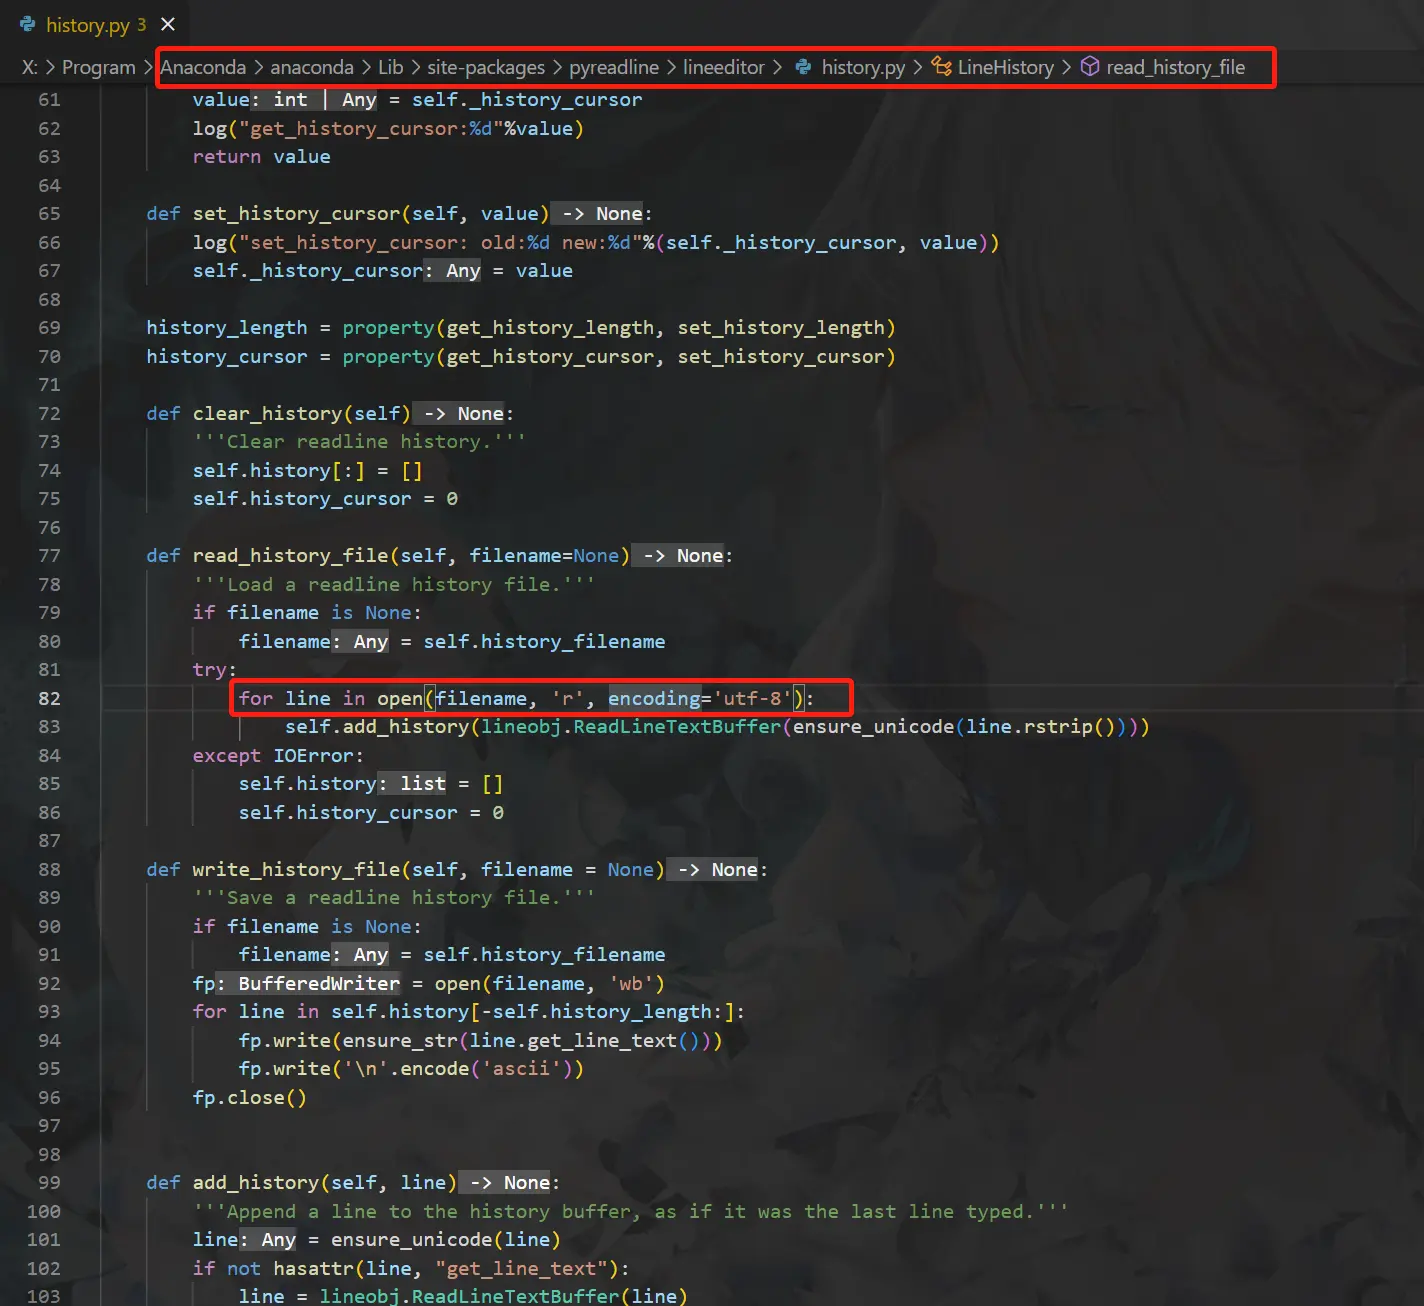 history.py 3 ×
X: > Program > Anaconda > anaconda > Lib > site-packages > pyreadline > lineeditor > history.py > LineHistory > read_history_file
61 value: int | Any = self._history_cursor
62 log("get_history_cursor:%d"%value)
63 return value
64
65 def set_history_cursor(self, value) -> None:
66 log("set_history_cursor: old:%d new:%d"%(self._history_cursor, value))
67 self._history_cursor: Any = value
68
69 history_length = property(get_history_length, set_history_length)
70 history_cursor = property(get_history_cursor, set_history_cursor)
71
72 def clear_history(self) -> None:
73 '''Clear readline history.'''
74 self.history[:] = []
75 self.history_cursor = 0
76
77 def read_history_file(self, filename=None) -> None:
78 '''Load a readline history file.'''
79 if filename is None:
80 filename: Any = self.history_filename
81 try:
82 for line in open(filename, 'r', encoding='utf-8'):
83 self.add_history(lineobj.ReadLineTextBuffer(ensure_unicode(line.rstrip())))
84 except IOError:
85 self.history: list = []
86 self.history_cursor = 0
87
88 def write_history_file(self, filename = None) -> None:
89 '''Save a readline history file.'''
90 if filename is None:
91 filename: Any = self.history_filename
92 fp: BufferedWriter = open(filename, 'wb')
93 for line in self.history[-self.history_length:]:
94 fp.write(ensure_str(line.get_line_text()))
95 fp.write('\n'.encode('ascii'))
96 fp.close()
97
98
99 def add_history(self, line) -> None:
100 '''Append a line to the history buffer, as if it was the last line typed.'''
101 line: Any = ensure_unicode(line)
102 if not hasattr(line, "get_line_text"):
103 line = lineobj.ReadLineTextBuffer(line)